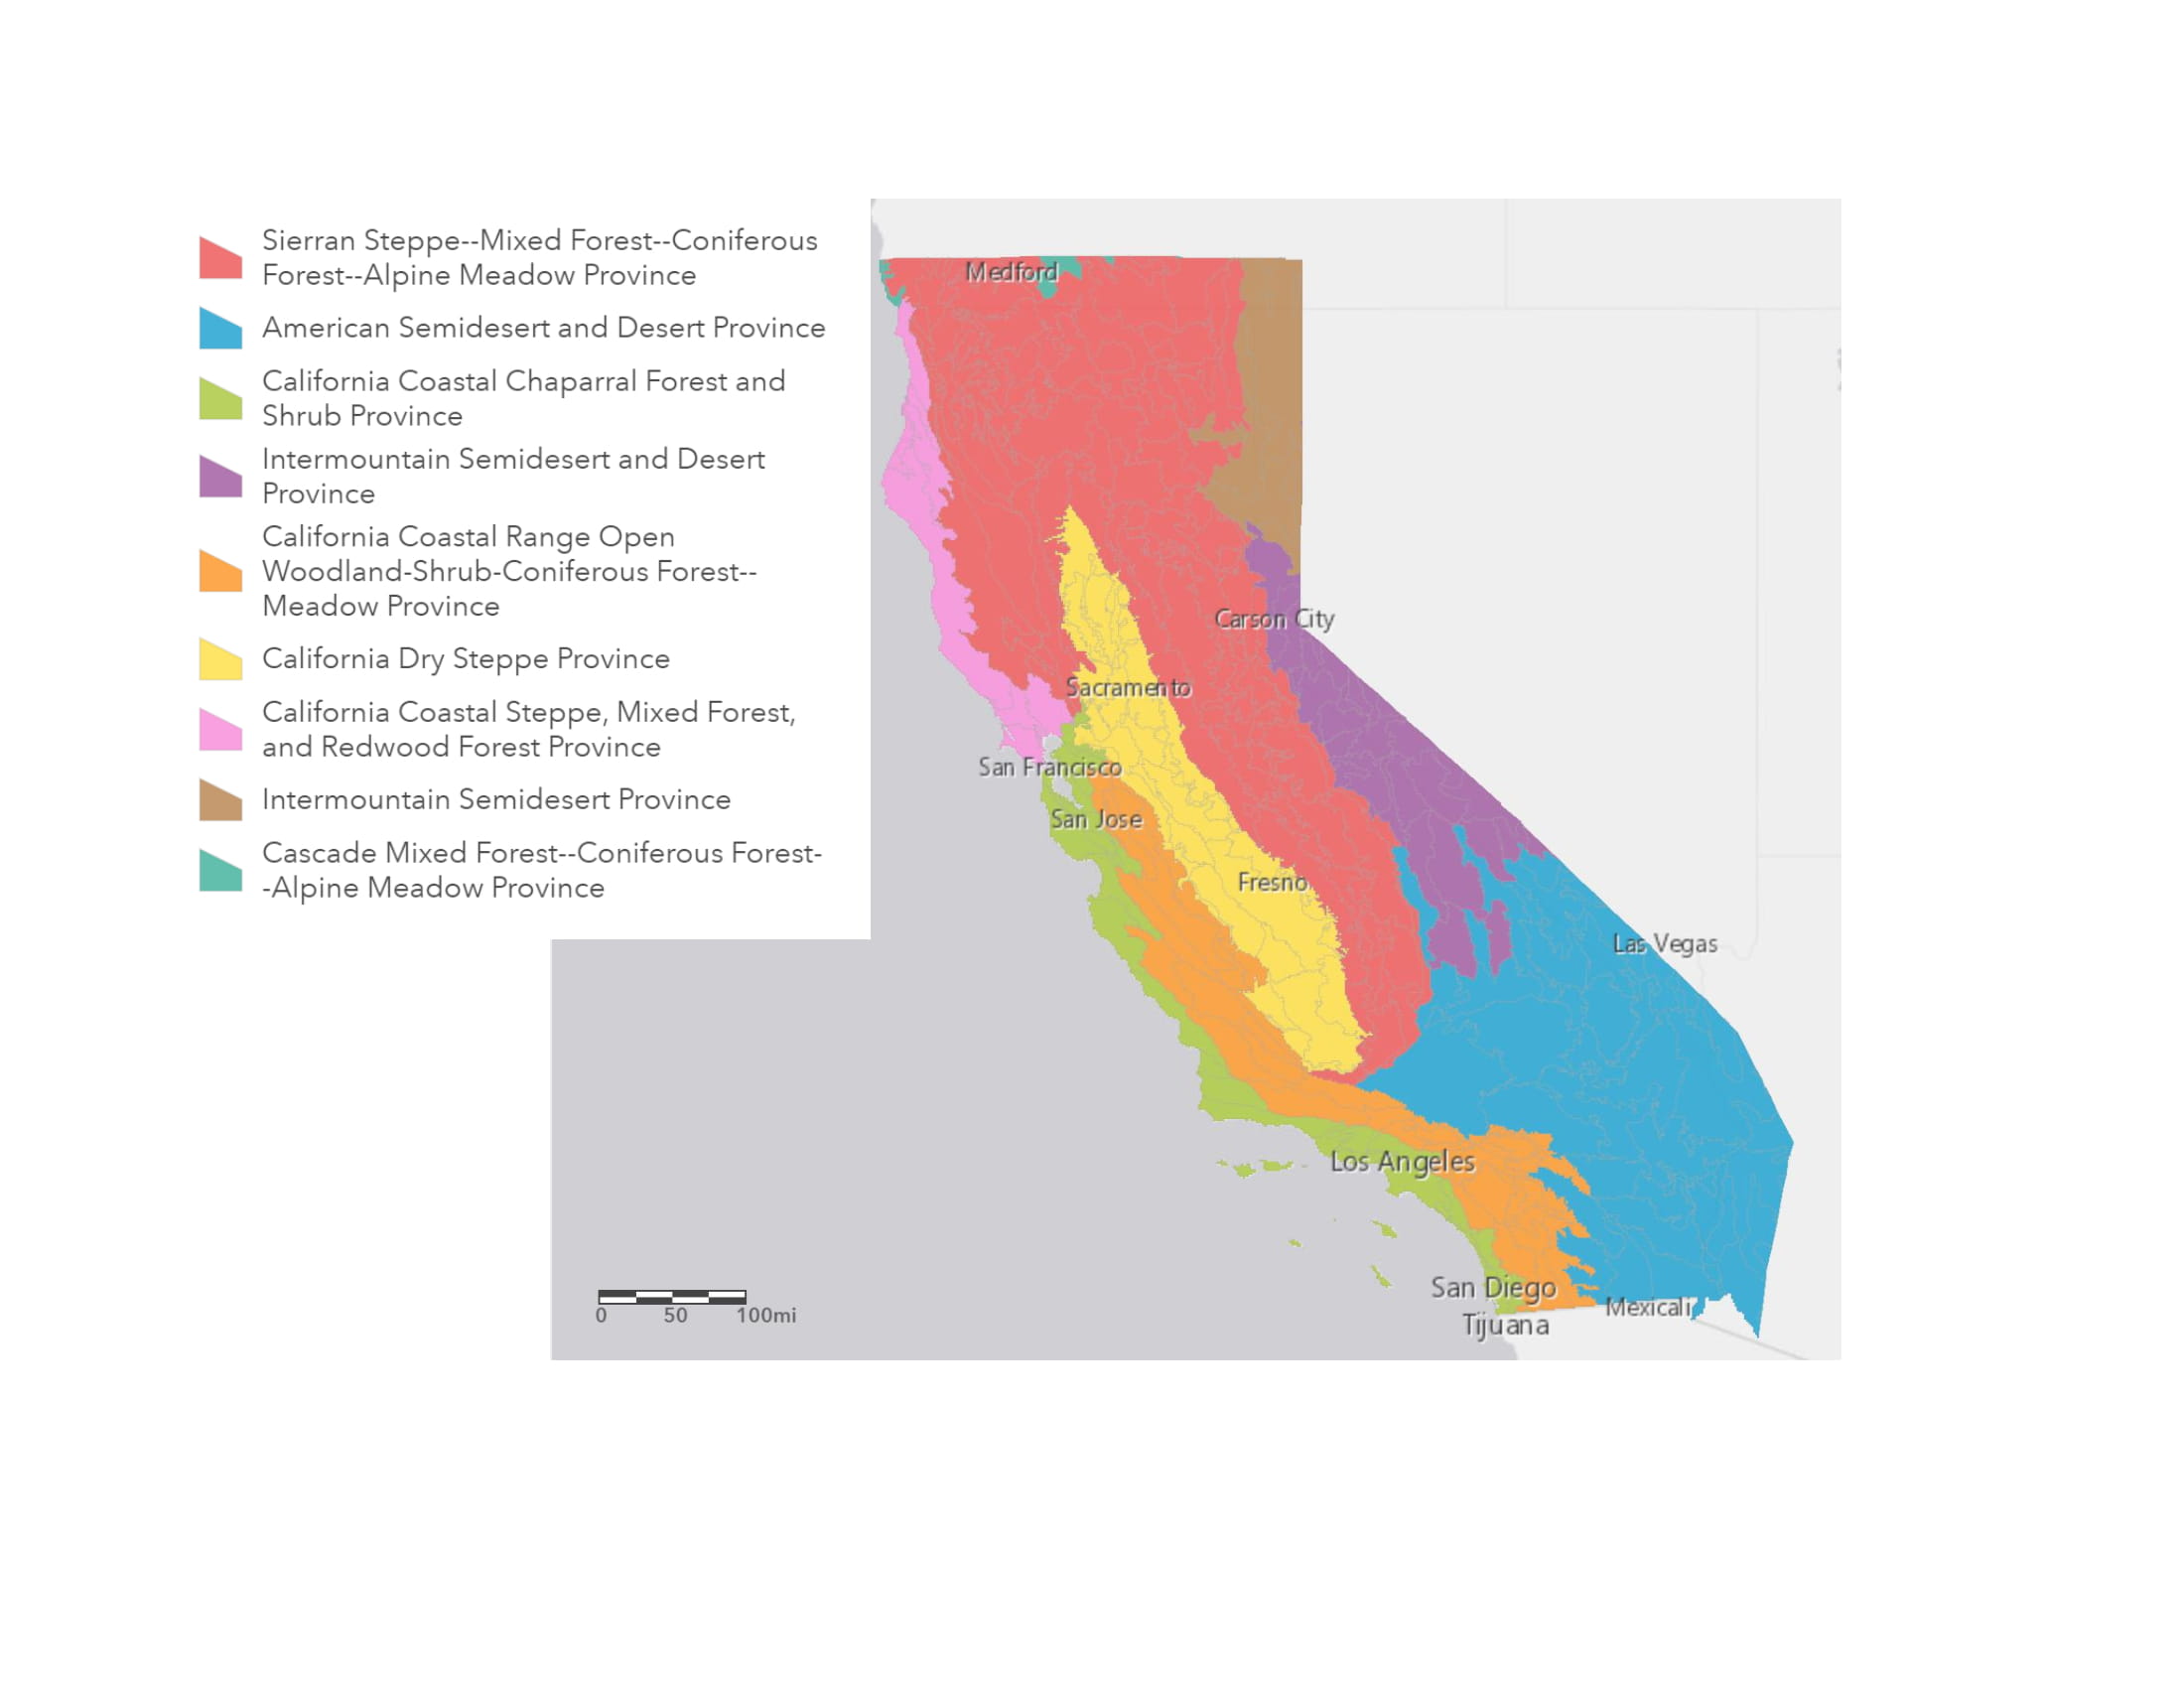 Sierran Steppe--Mixed Forest--Coniferous
Forest--Alpine Meadow Province
American Semidesert and Desert Province
California Coastal Chaparral Forest and
Shrub Province
Intermountain Semidesert and Desert
Province
California Coastal Range Open
Woodland-Shrub-Coniferous Forest--
Meadow Province
California Dry Steppe Province
California Coastal Steppe, Mixed Forest,
and Redwood Forest Province
Intermountain Semidesert Province
Cascade Mixed Forest--Coniferous Forest-
-Alpine Meadow Province
Medford
Carson City
Sacramento
San Francisco
San Jose
Fresno
Las Vegas
Los Angeles
San Diego
Mexicali
Tijuana
0 50 100mi